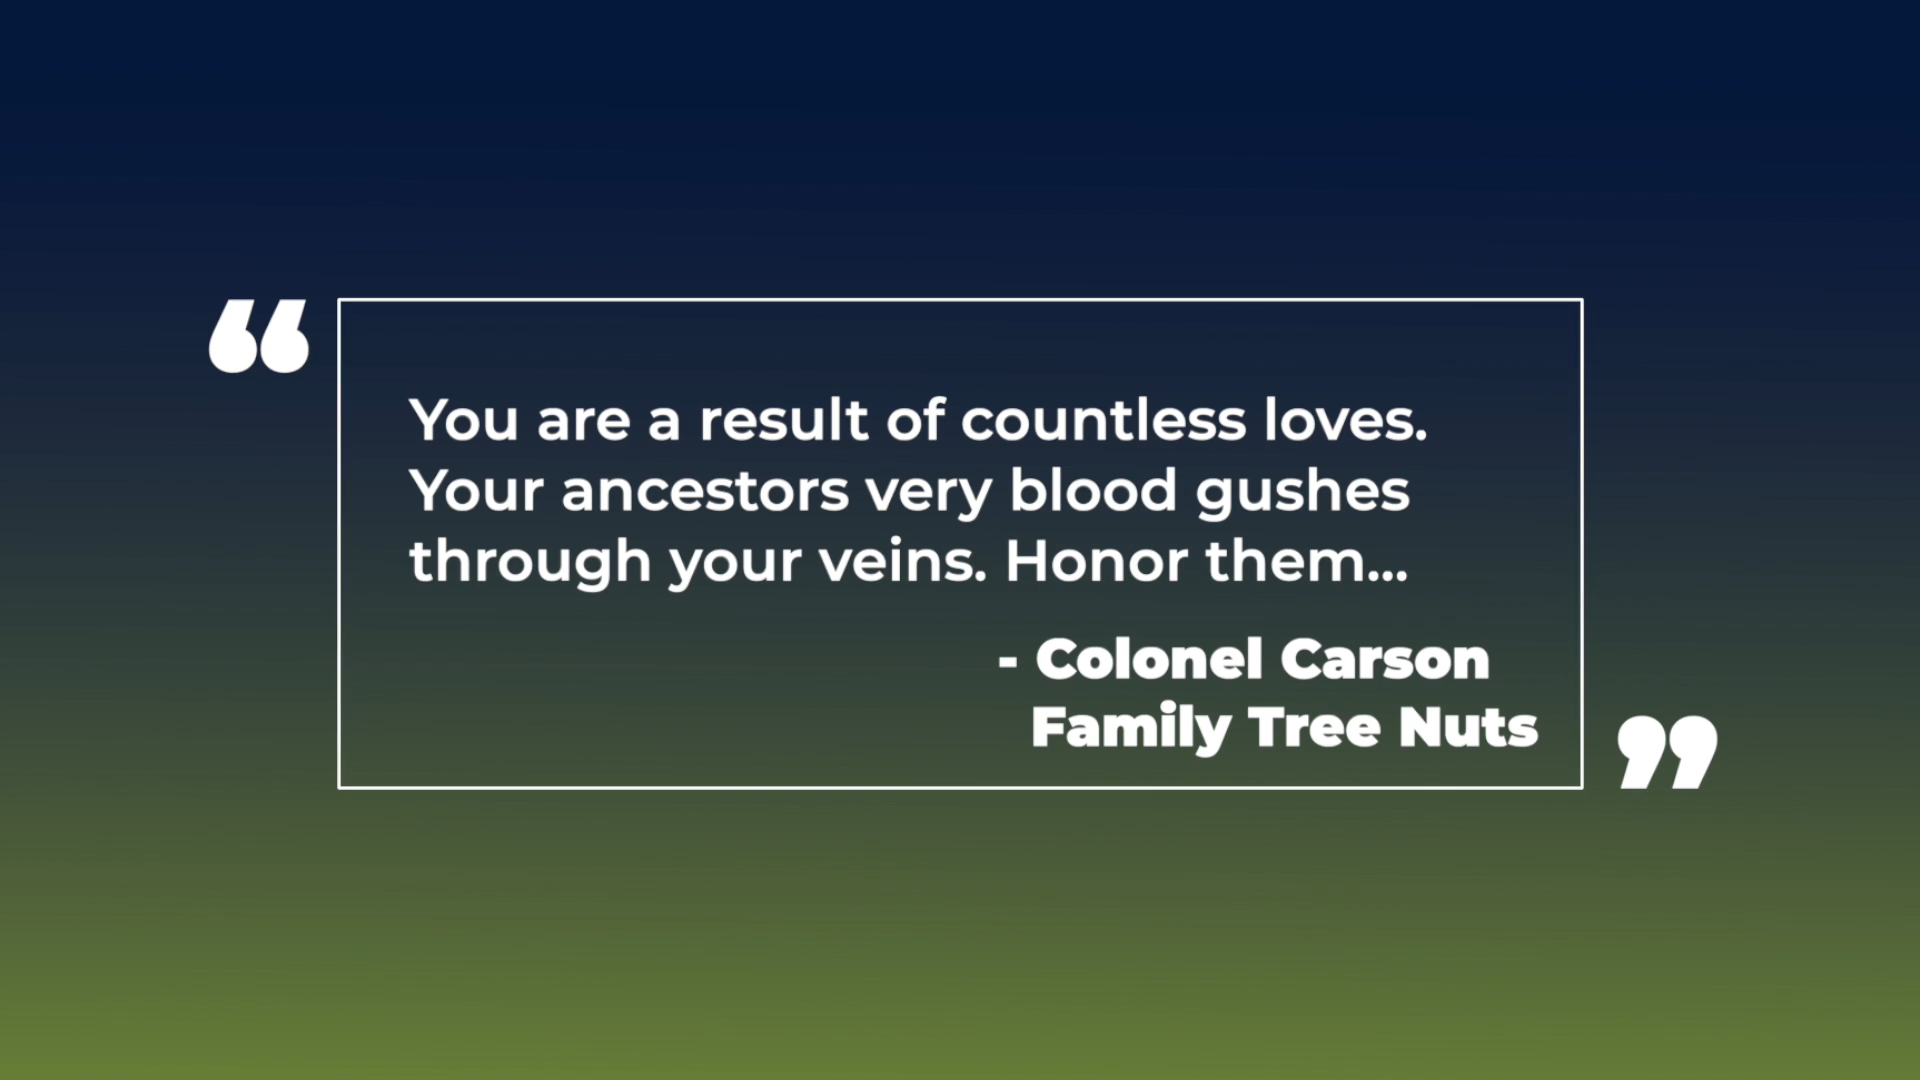 “
You are a result of countless loves.
Your ancestors very blood gushes
through your veins. Honor them...
- Colonel Carson
Family Tree Nuts
”